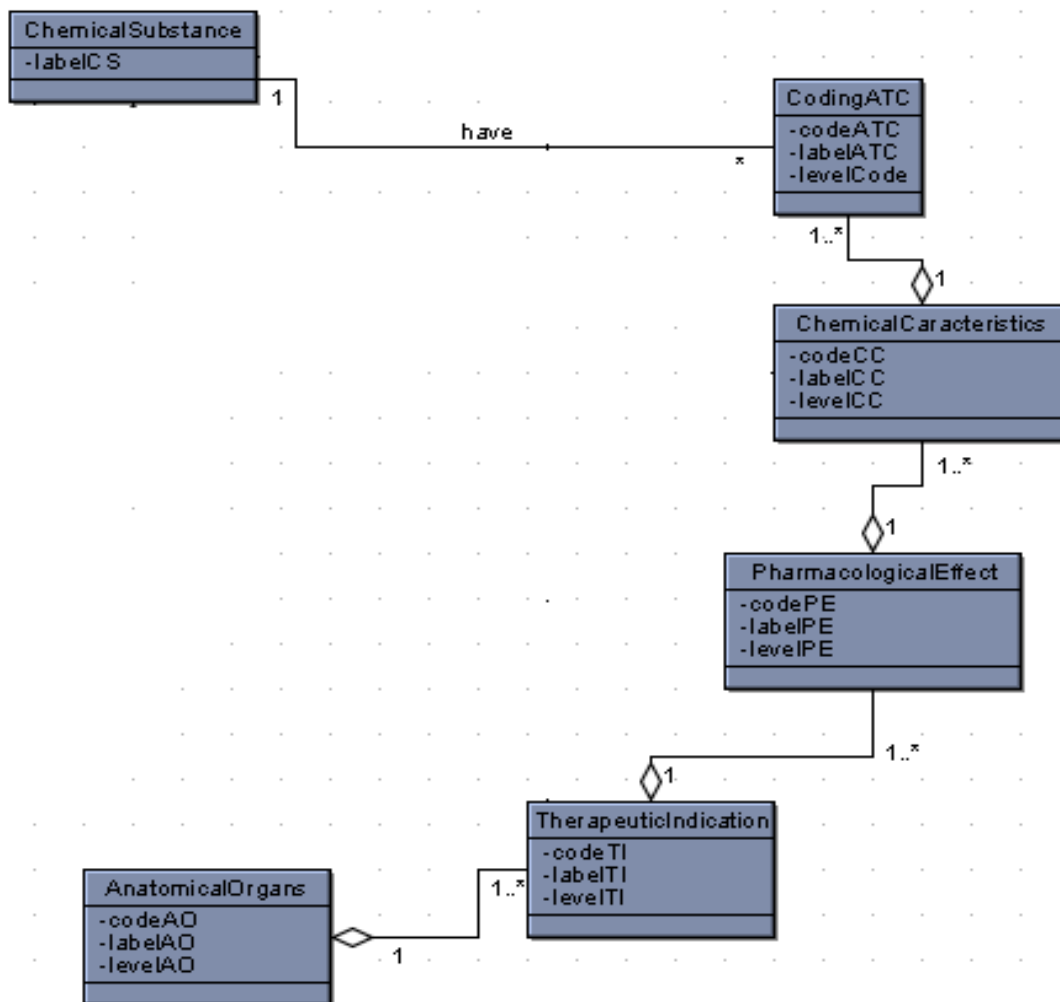 ChemicalSubstance
-labelCS
1
have
*
CodingATC
-codeATC
-labelATC
-levelCode
1..*
1
ChemicalCaracteristics
-codeCC
-labelCC
-levelCC
1..*
1
PharmacologicalEffect
-codePE
-labelPE
-levelPE
1..*
1
TherapeuticIndication
-codeTI
-labelTI
-levelTI
1..*
1
AnatomicalOrgans
-codeAO
-labelAO
-levelAO